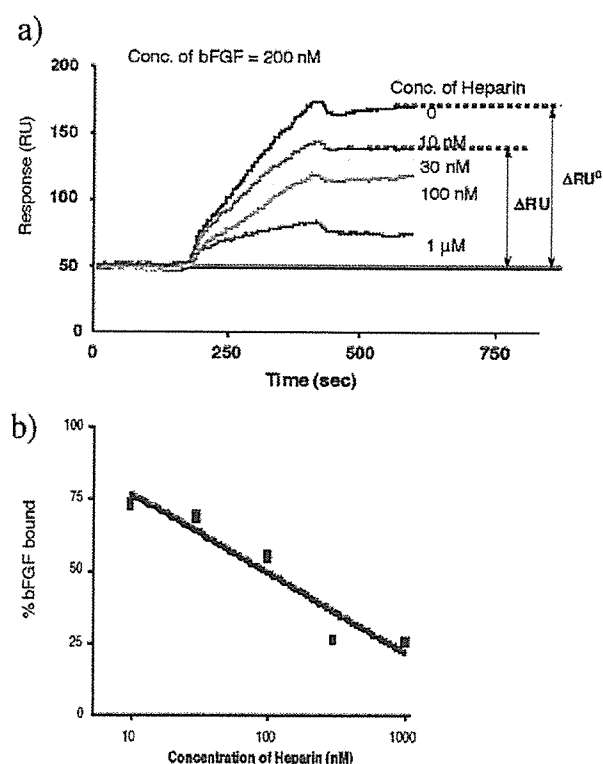 a)
Conc. of bFGF = 200 nM
200
150
100
50
0
Response (RU)
Conc. of Heparin
0
10 nM
30 nM
100 nM
1 µM
ΔRU
ΔRU⁰
0
250
500
750
Time (sec)
b)
100
75
50
25
0
% bFGF bound
10
100
1000
Concentration of Heparin (nM)